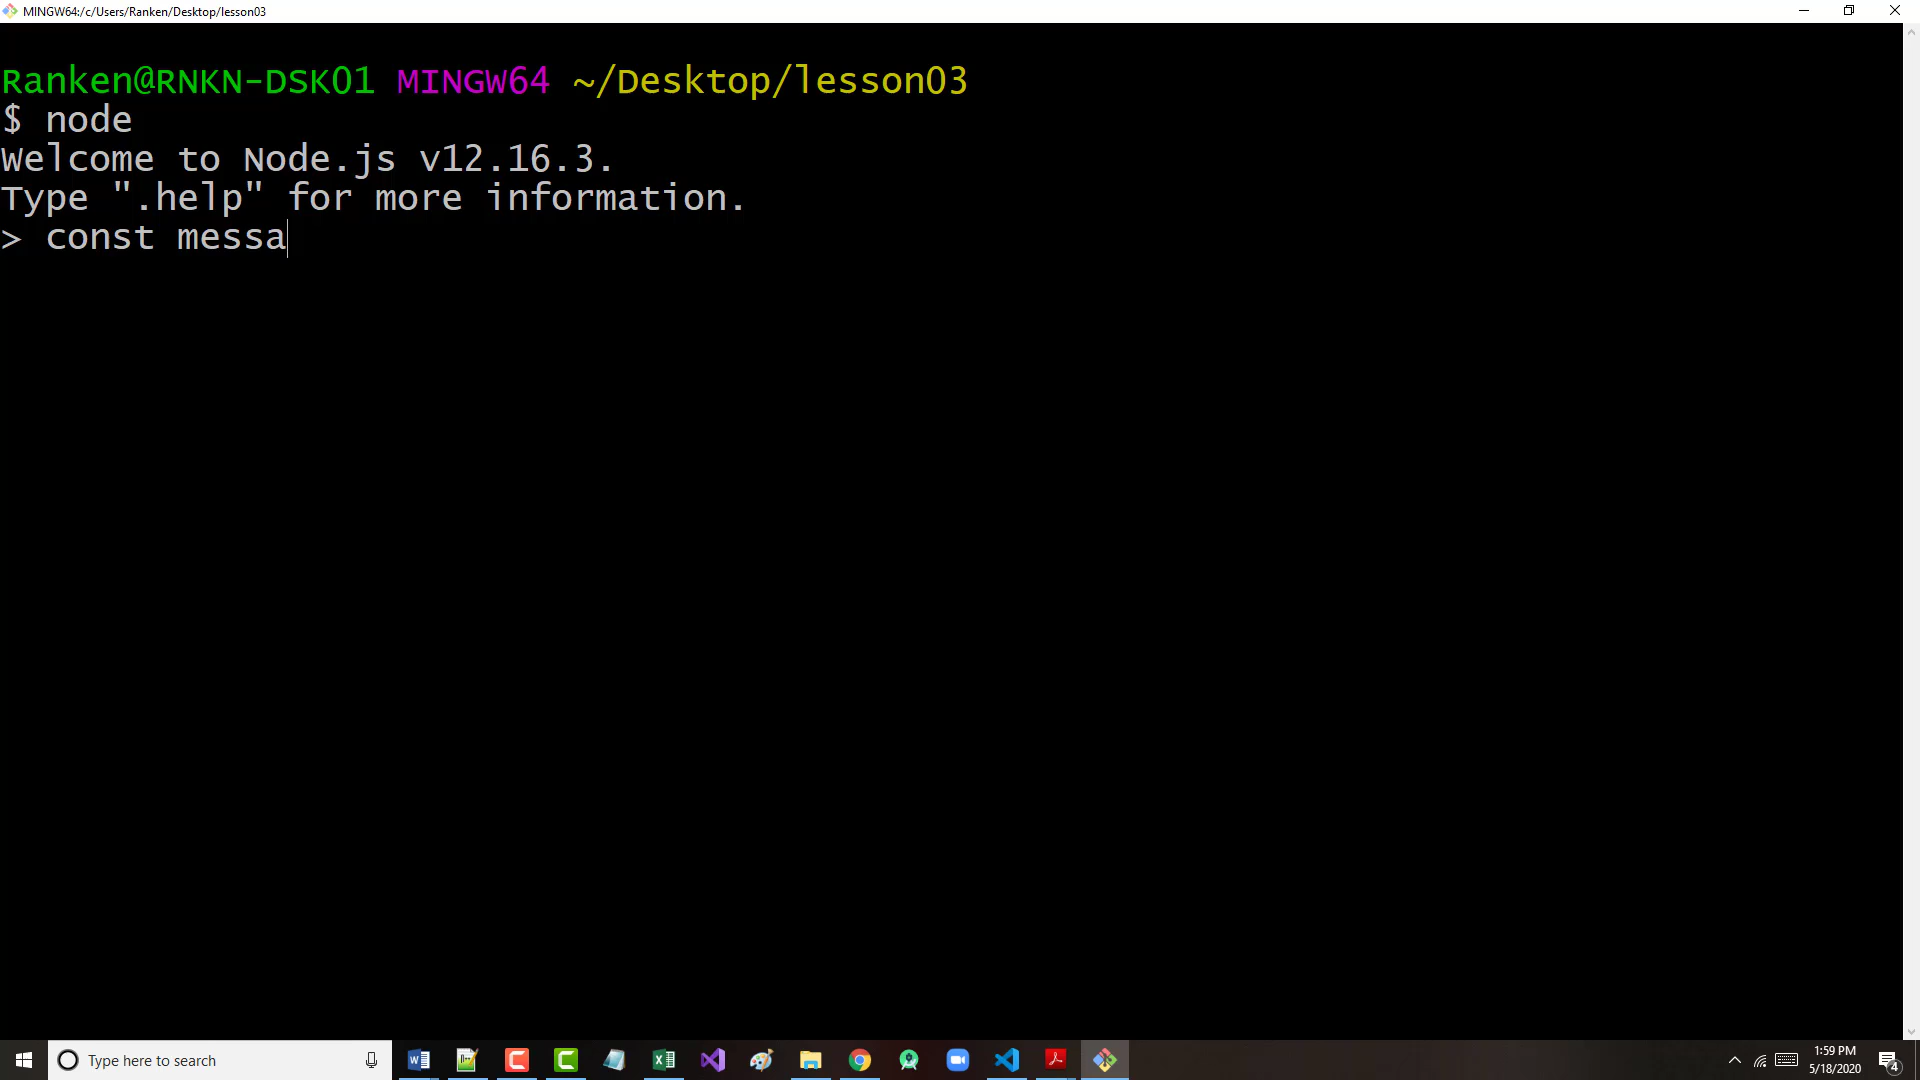 MINGW64:/c/Users/Ranken/Desktop/lesson03
Ranken@RNKN-DSK01 MINGW64 ~/Desktop/lesson03
$ node
Welcome to Node.js v12.16.3.
Type ".help" for more information.
> const messa
Type here to search
1:59 PM
5/18/2020
4